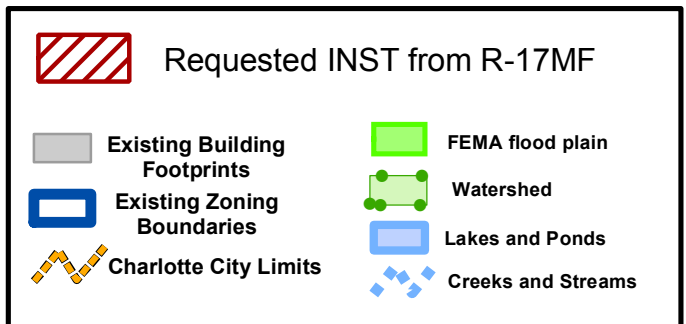 Requested INST from R-17MF
Existing Building
Footprints
Existing Zoning
Boundaries
Charlotte City Limits
FEMA flood plain
Watershed
Lakes and Ponds
Creeks and Streams